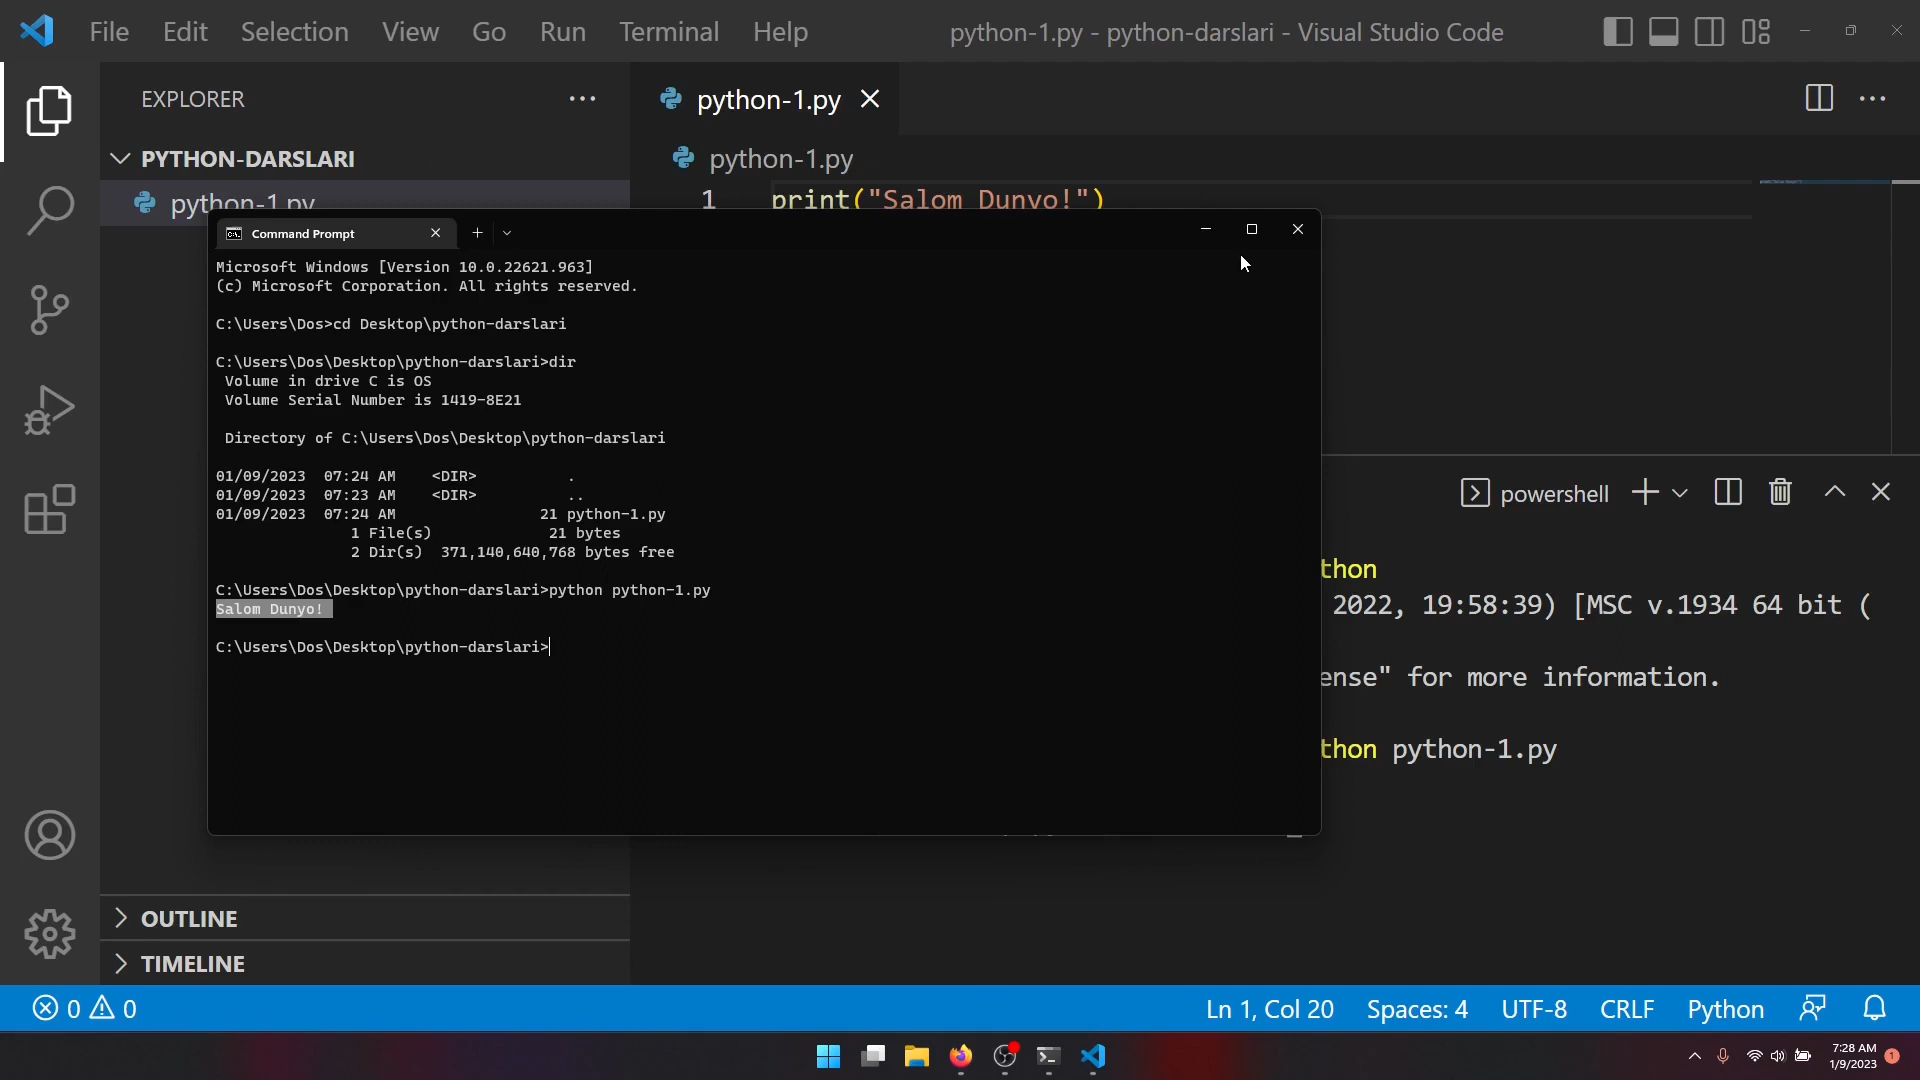 File Edit Selection View Go Run Terminal Help python-1.py - python-darslari - Visual Studio Code
EXPLORER
python-1.py
PYTHON-DARSLARI
python-1.py
python-1.py
1 print("Salom Dunyo!")
Command Prompt
Microsoft Windows [Version 10.0.22621.963]
(c) Microsoft Corporation. All rights reserved.
C:\Users\Dos>cd Desktop\python-darslari
C:\Users\Dos\Desktop\python-darslari>dir
Volume in drive C is OS
Volume Serial Number is 1419-8E21
Directory of C:\Users\Dos\Desktop\python-darslari
01/09/2023 07:24 AM <DIR> .
01/09/2023 07:23 AM <DIR> ..
01/09/2023 07:24 AM 21 python-1.py
1 File(s) 21 bytes
2 Dir(s) 371,140,640,768 bytes free
C:\Users\Dos\Desktop\python-darslari>python python-1.py
Salom Dunyo!
C:\Users\Dos\Desktop\python-darslari>
powershell
thon
2022, 19:58:39) [MSC v.1934 64 bit (
ense" for more information.
thon python-1.py
OUTLINE
TIMELINE
0 0 Ln 1, Col 20 Spaces: 4 UTF-8 CRLF Python
7:28 AM
1/9/2023
1